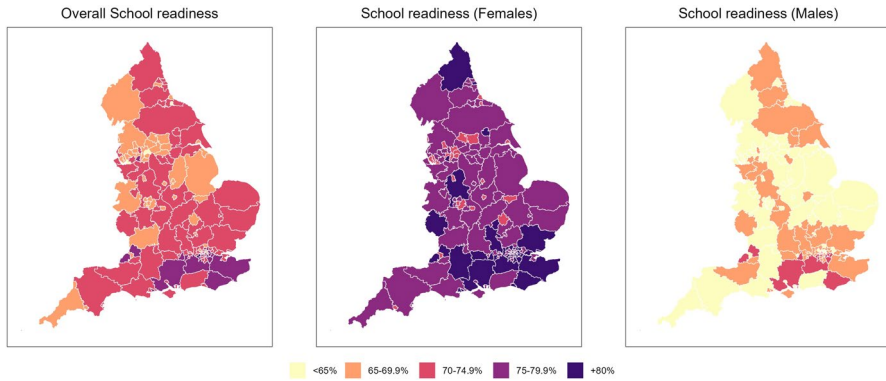 Overall School readiness
School readiness (Females)
School readiness (Males)
<65%
65-69.9%
70-74.9%
75-79.9%
+80%